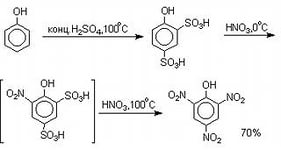 OH
конц.H₂SO₄,100°C
OH
SO₃H
SO₃H
HNO₃,0°C
OH
NO₂
SO₃H
SO₃H
HNO₃,100°C
OH
O₂N
NO₂
NO₂
70%